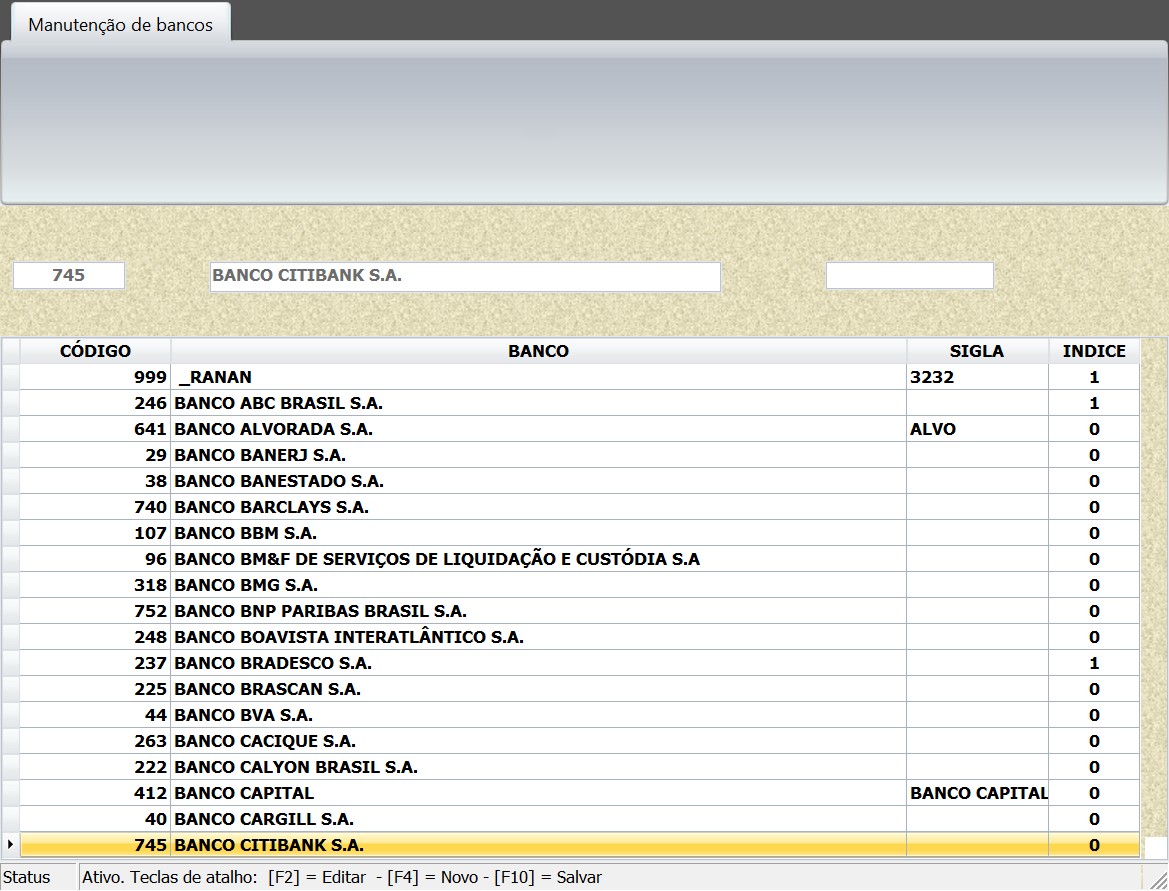 Manutenção de bancos
745 BANCO CITIBANK S.A.
CÓDIGO BANCO SIGLA INDICE
999 _RANAN 3232 1
246 BANCO ABC BRASIL S.A. 1
641 BANCO ALVORADA S.A. ALVO 0
29 BANCO BANERJ S.A. 0
38 BANCO BANESTADO S.A. 0
740 BANCO BARCLAYS S.A. 0
107 BANCO BBM S.A. 0
96 BANCO BM&F DE SERVIÇOS DE LIQUIDAÇÃO E CUSTÓDIA S.A 0
318 BANCO BMG S.A. 0
752 BANCO BNP PARIBAS BRASIL S.A. 0
248 BANCO BOAVISTA INTERATLÂNTICO S.A. 0
237 BANCO BRADESCO S.A. 1
225 BANCO BRASCAN S.A. 0
44 BANCO BVA S.A. 0
263 BANCO CACIQUE S.A. 0
222 BANCO CALYON BRASIL S.A. 0
412 BANCO CAPITAL BANCO CAPITAL 0
40 BANCO CARGILL S.A. 0
745 BANCO CITIBANK S.A. 0
Status Ativo. Teclas de atalho: [F2] = Editar - [F4] = Novo - [F10] = Salvar